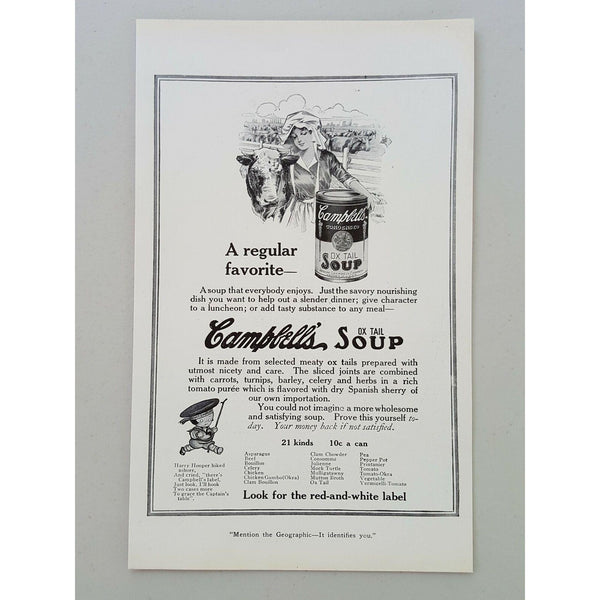 Campbell's
OX TAIL
SOUP
A regular
favorite—
A soup that everybody enjoys. Just the savory nourishing
dish you want to help out a slender dinner; give character
to a luncheon; or add tasty substance to any meal—
Campbell's OX TAIL SOUP
It is made from selected meaty ox tails prepared with
utmost nicety and care. The sliced joints are combined
with carrots, turnips, barley, celery and herbs in a rich
tomato purée which is flavored with dry Spanish sherry of
our own importation.
You could not imagine a more wholesome
and satisfying soup. Prove this yourself to-
day. Your money back if not satisfied.
21 kinds 10c a can
Asparagus
Beef
Bouillon
Celery
Chicken
Chicken Gumbo (Okra)
Clam Bouillon
Clam Chowder
Consommé
Julienne
Mock Turtle
Mulligatawny
Mutton Broth
Ox Tail
Pea
Pepper Pot
Printanier
Tomato
Tomato-Okra
Vegetable
Vermicelli-Tomato
Harry Hooper hiked
ashore,
And cried, "there's
Campbell's label,
Just look, I'll hook
Two cases more
To grace the Captain's
table".
Look for the red-and-white label
"Mention the Geographic—It identifies you."